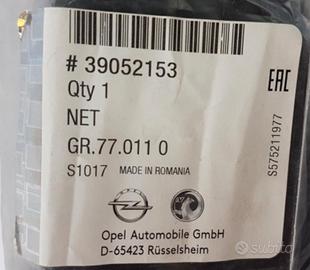 # 39052153
Qty 1
NET
GR.77.011 0
S1017 MADE IN ROMANIA
EAC
S575211977
Opel Automobile GmbH
D-65423 Rüsselsheim
subito